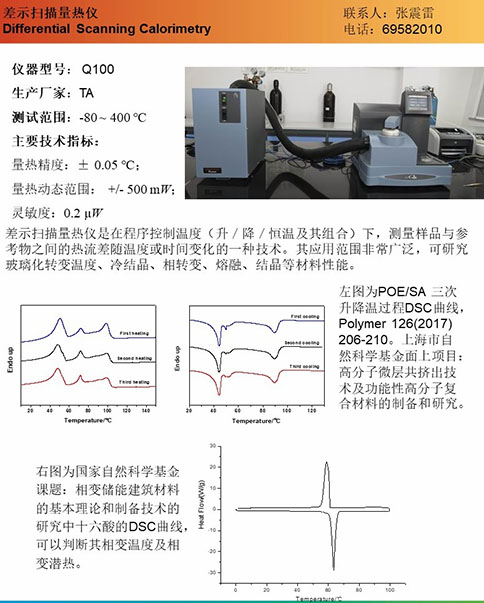 差示扫描量热仪
Differential Scanning Calorimetry
联系人：张震雷
电话：69582010
仪器型号： Q100
生产厂家：TA
测试范围：-80～400 ℃
主要技术指标：
量热精度：± 0.05 ℃；
量热动态范围： +/- 500 mW；
灵敏度：0.2 μW
差示扫描量热仪是在程序控制温度（升／降／恒温及其组合）下，测量样品与参
考物之间的热流差随温度或时间变化的一种技术。其应用范围非常广泛，可研究
玻璃化转变温度、冷结晶、相转变、熔融、结晶等材料性能。
Endo up
First heating
Second heating
Third heating
20 40 60 80 100 120 140
Temperature/℃
Endo up
First cooling
Second cooling
Third cooling
20 40 60 80 100 120
Temperature/℃
左图为POE/SA 三次
升降温过程DSC曲线，
Polymer 126(2017)
206-210。上海市自
然科学基金面上项目：
高分子微层共挤出技
术及功能性高分子复
合材料的制备和研究。
右图为国家自然科学基金
课题：相变储能建筑材料
的基本理论和制备技术的
研究中十六酸的DSC曲线，
可以判断其相变温度及相
变潜热。
Heat Flow(W/g)
30
20
10
0
-10
-20
-30
0 20 40 60 80 100
Temperature/℃